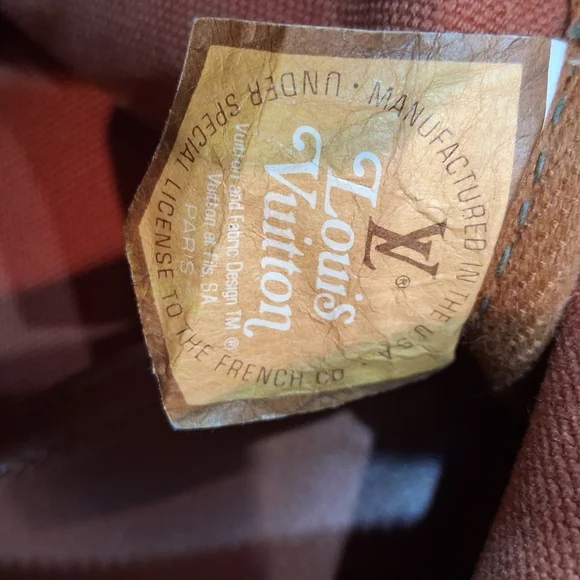 · MANUFACTURED IN THE U.S.A. ·
UNDER SPECIAL LICENSE TO THE FRENCH CO
LV ®
Louis
Vuitton
Vuitton and Fabric Design TM ®
Vuitton et Fils, SA
PARIS